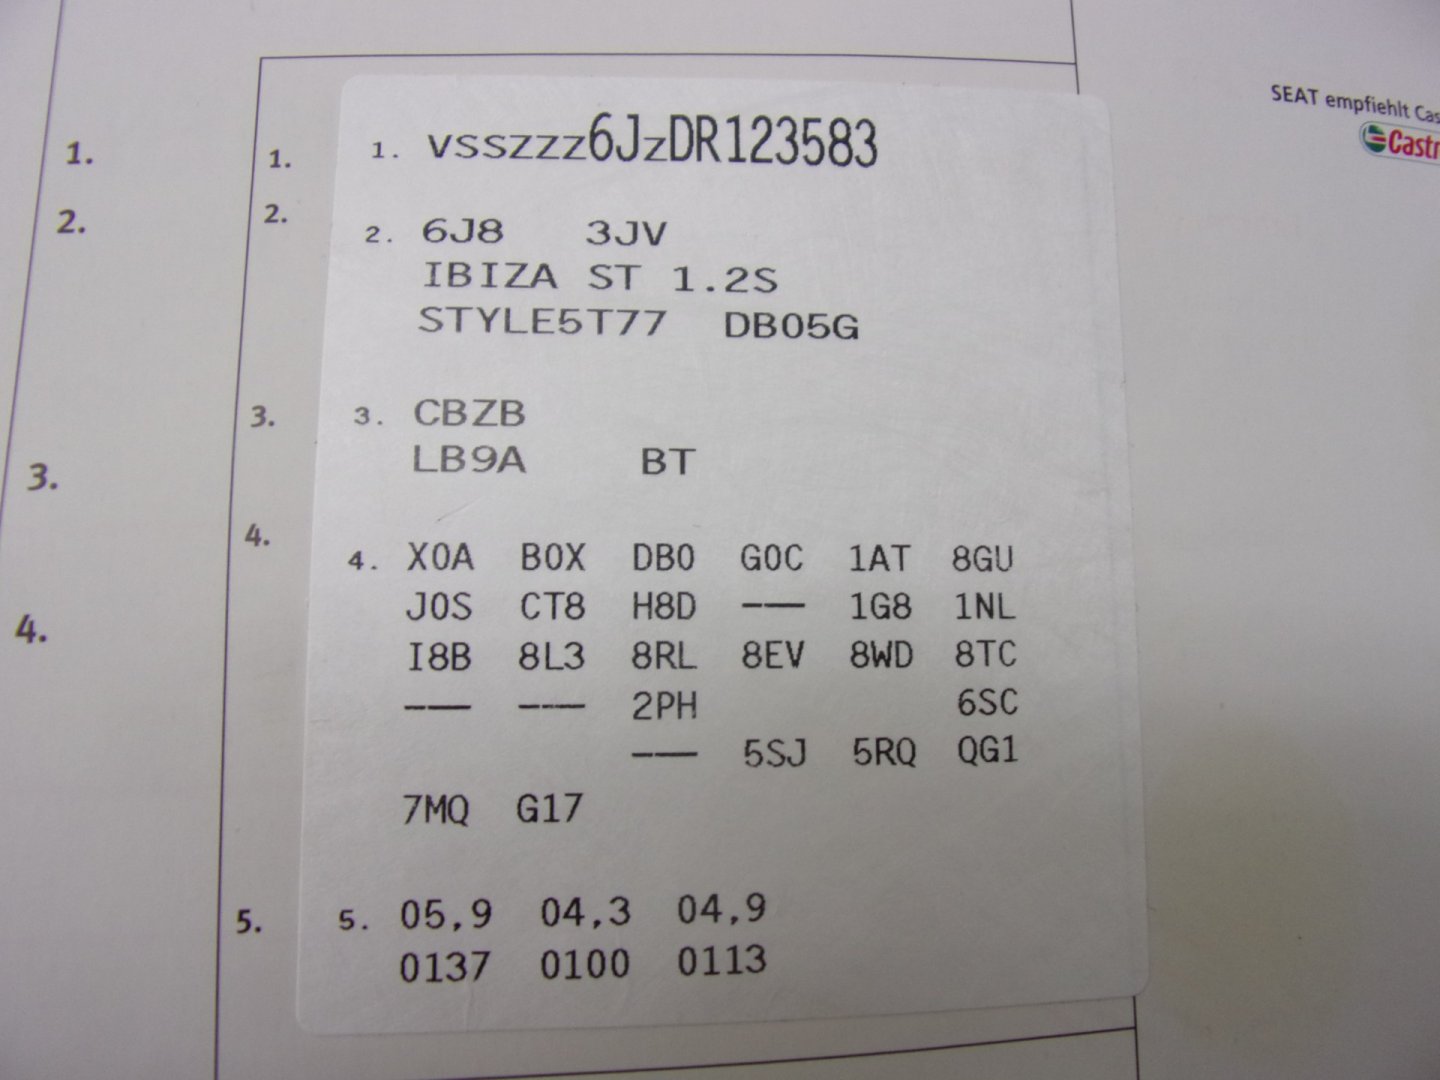 SEAT empfiehlt Cas
Castr
1. 1. 1. VSSZZZ6JZDR123583
2. 2. 2. 6J8 3JV
IBIZA ST 1.2S
STYLE5T77 DB05G
3. 3. 3. CBZB
LB9A BT
4. 4. 4. X0A B0X DB0 G0C 1AT 8GU
J0S CT8 H8D --- 1G8 1NL
I8B 8L3 8RL 8EV 8WD 8TC
--- --- 2PH 6SC
--- 5SJ 5RQ QG1
7MQ G17
5. 5. 05,9 04,3 04,9
0137 0100 0113